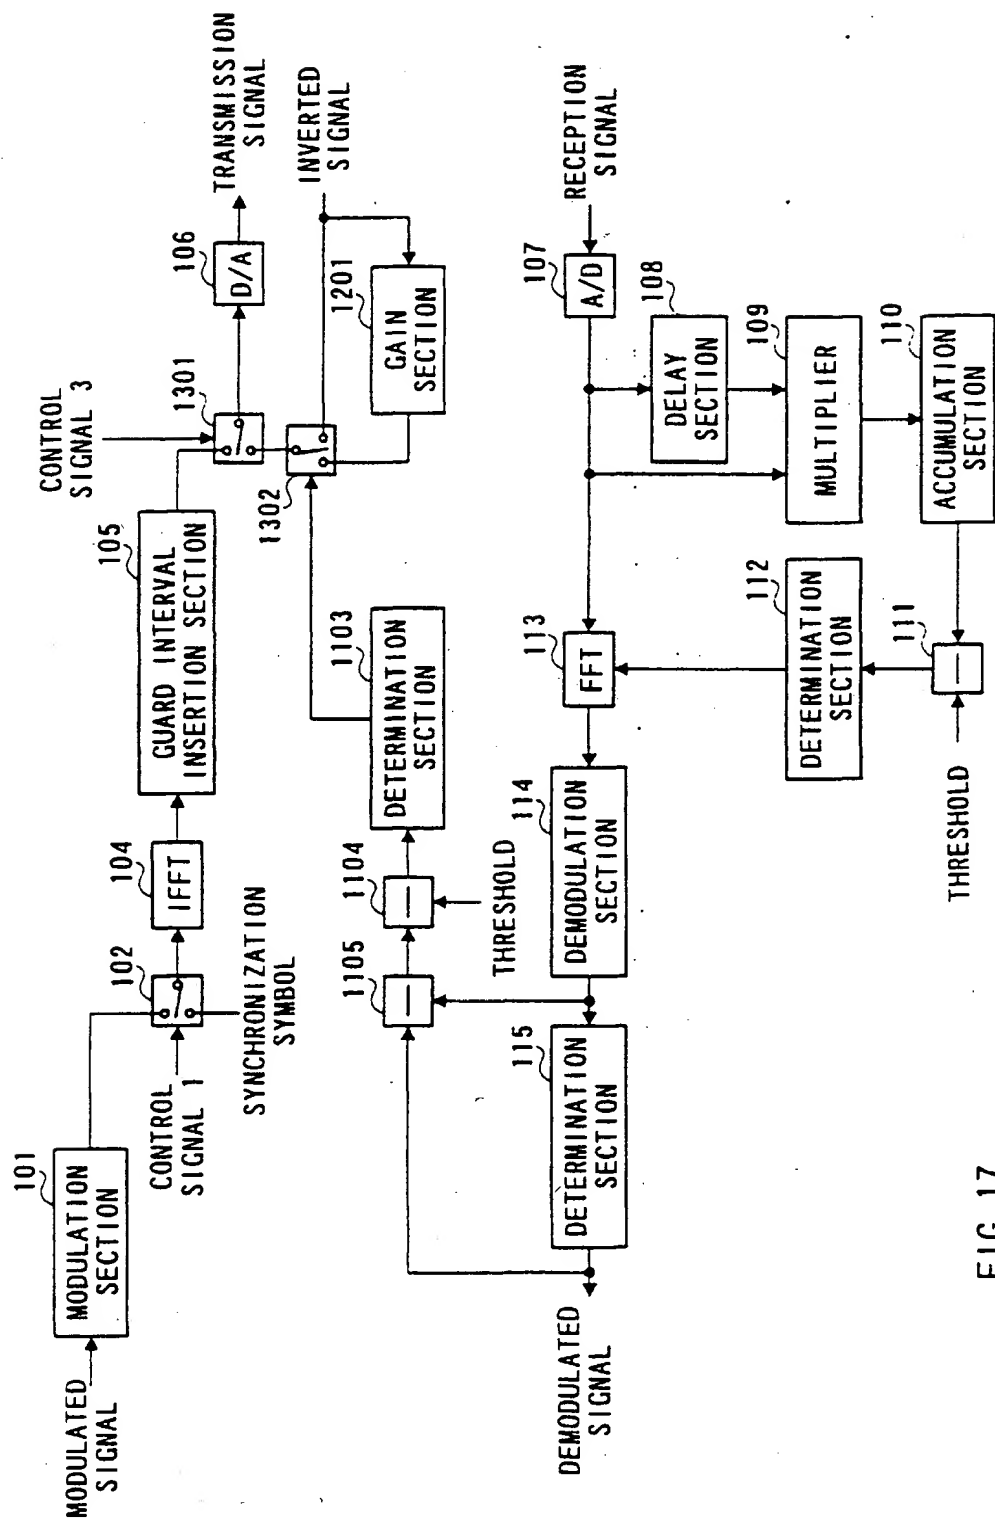 MODULATED
SIGNAL
101
MODULATION
SECTION
CONTROL
SIGNAL 1
102
SYNCHRONIZATION
SYMBOL
104
IFFT
105
GUARD INTERVAL
INSERTION SECTION
CONTROL
SIGNAL 3
1301
106
D/A
TRANSMISSION
SIGNAL
1302
INVERTED
SIGNAL
1201
GAIN
SECTION
1103
DETERMINATION
SECTION
1104
THRESHOLD
1105
DEMODULATED
SIGNAL
115
DETERMINATION
SECTION
114
DEMODULATION
SECTION
113
FFT
107
A/D
RECEPTION
SIGNAL
108
DELAY
SECTION
109
MULTIPLIER
110
ACCUMULATION
SECTION
112
DETERMINATION
SECTION
111
THRESHOLD
FIG. 17